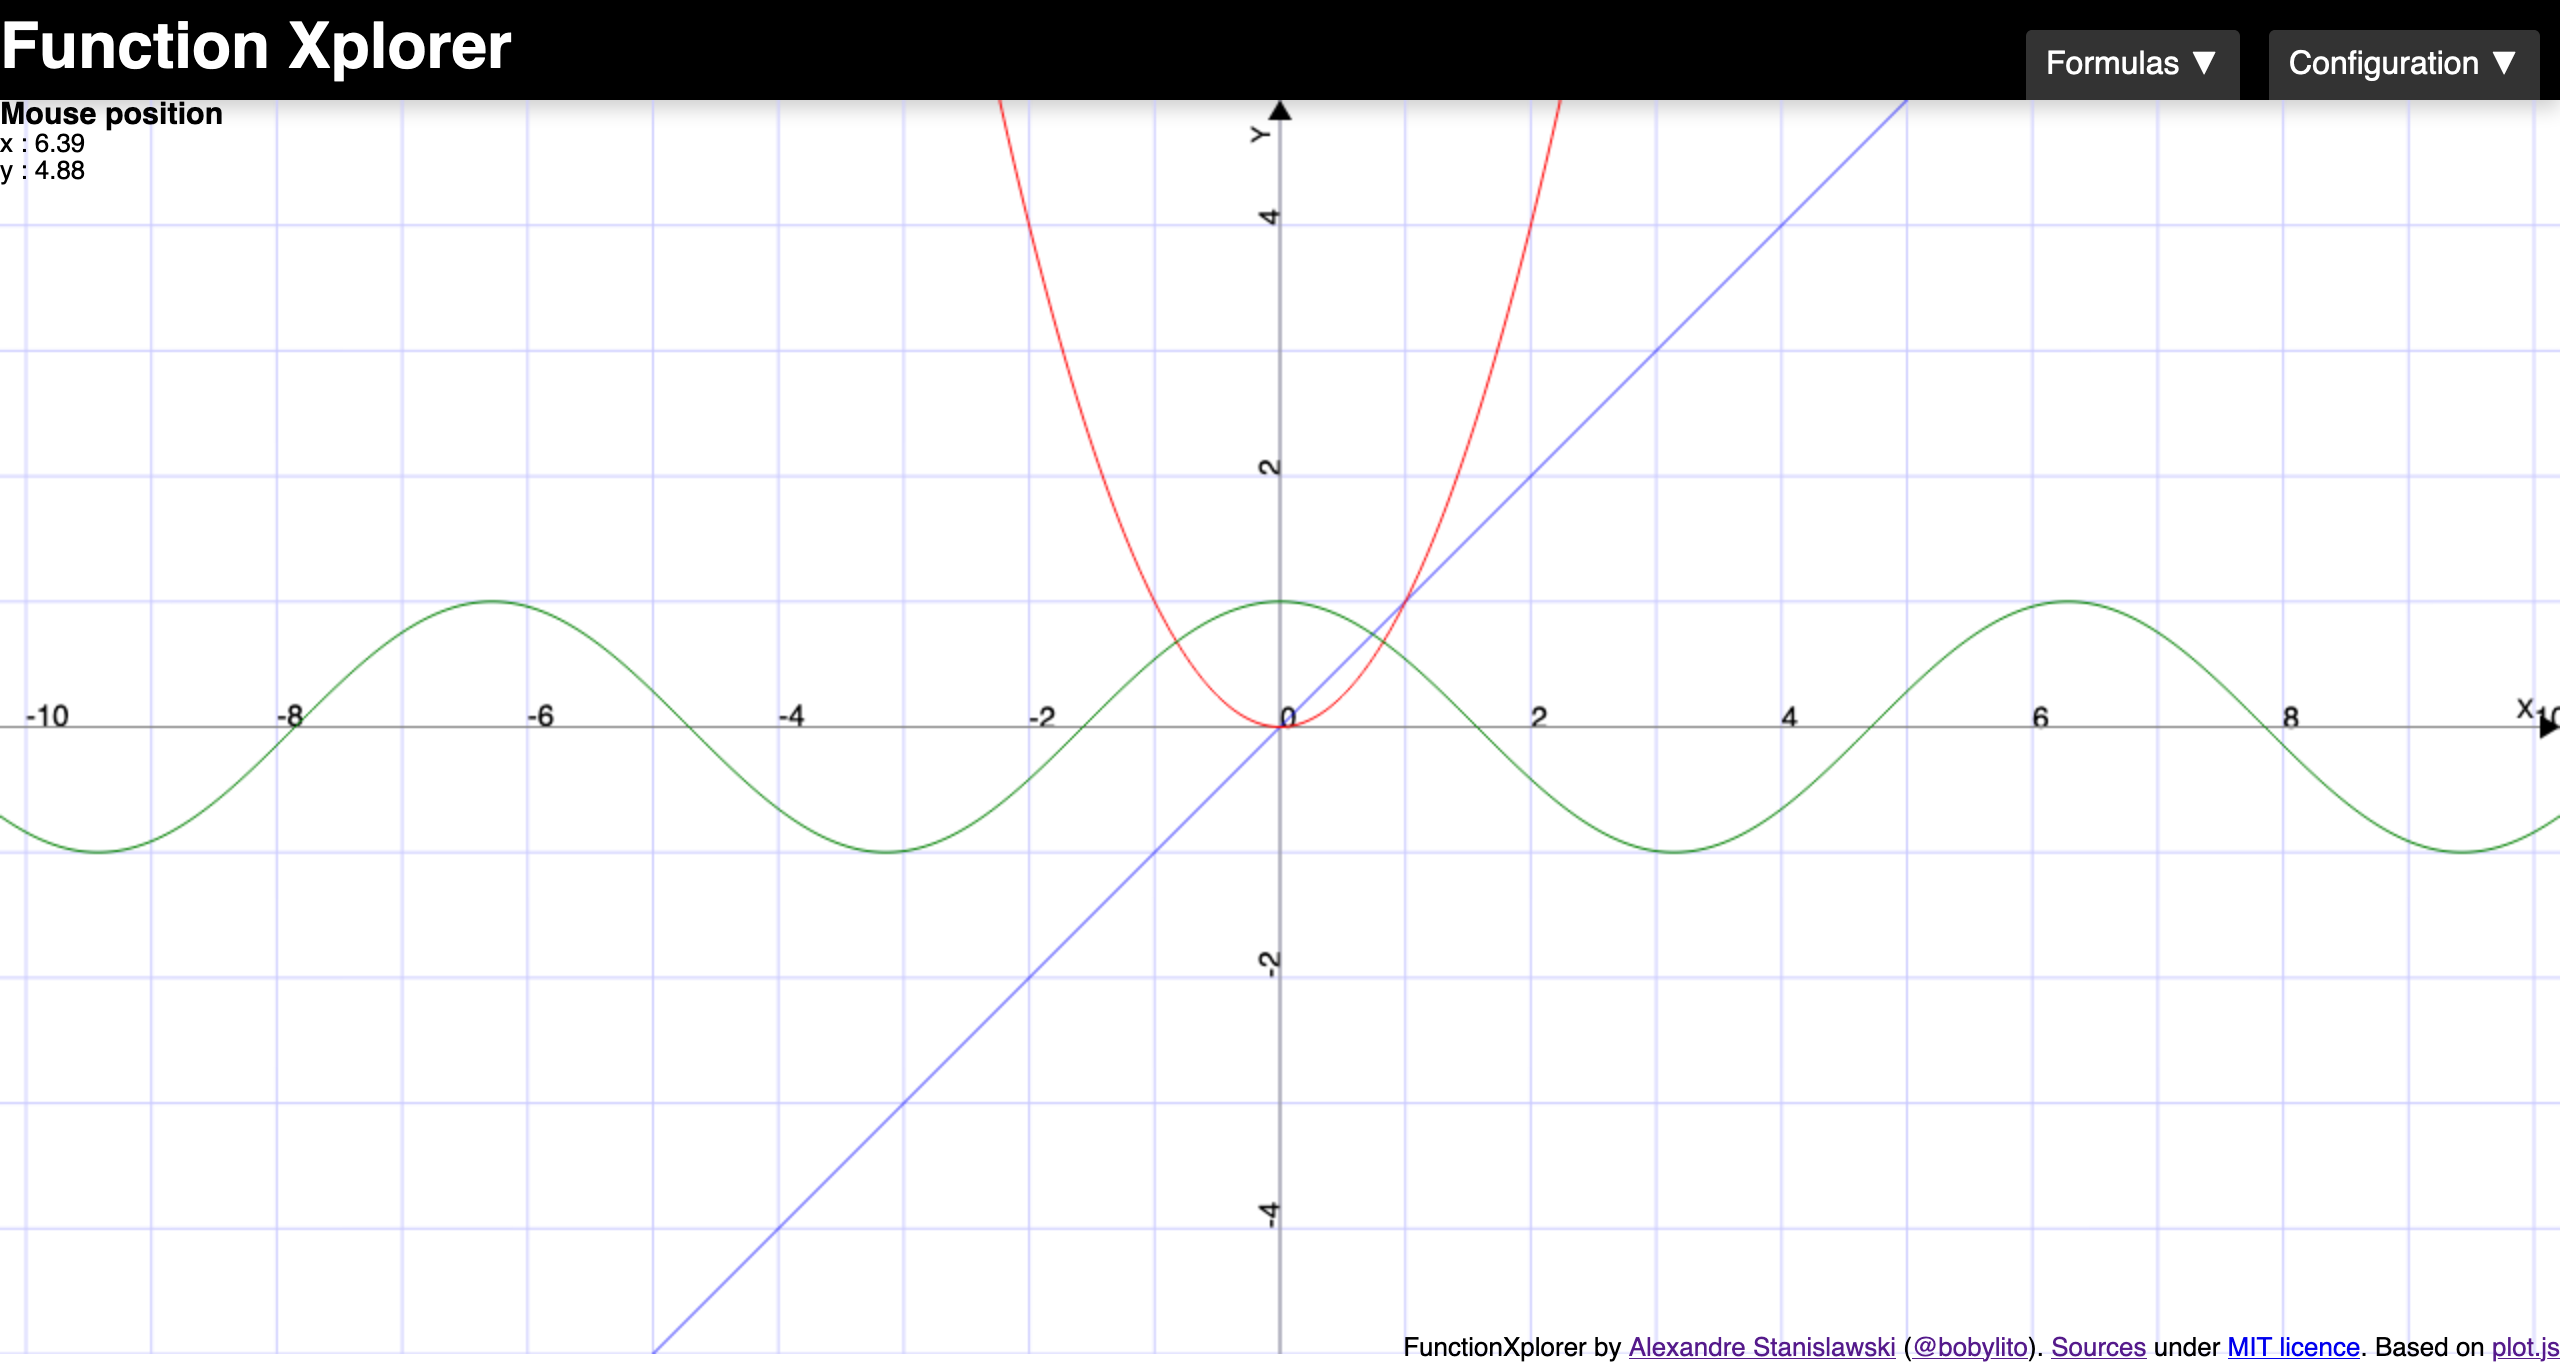 Function Xplorer
Formulas ▼
Configuration ▼
Mouse position
x : 6.39
y : 4.88
Y
4
2
-10 -8 -6 -4 -2 0 2 4 6 8 10
X
-2
-4
FunctionXplorer by Alexandre Stanislawski (@bobylito). Sources under MIT licence. Based on plot.js